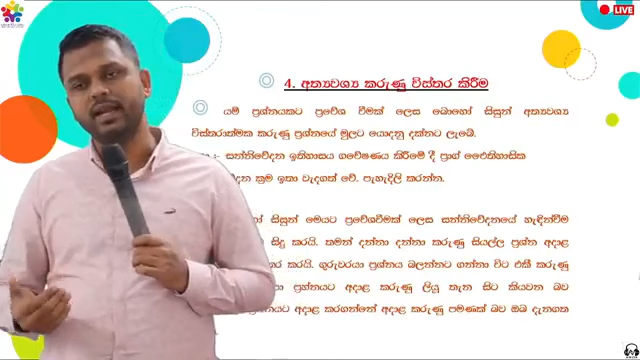 LIVE
4. අත්‍යවශ්‍ය කරුණු විස්තර කිරීම
යම් ප්‍රශ්නයකට ප්‍රවේශ වීමක් ලෙස බොහෝ සිසුන් අත්‍යවශ්‍ය
විස්තරාත්මක කරුණු ප්‍රශ්නයේ මුලට යොදනු දක්නට ලැබේ.
:- සන්නිවේදන ඉතිහාසය ගවේෂණය කිරීමේ දී ප්‍රාග් ඓතිහාසික
ක්‍රම ඉතා වැදගත් වේ. පැහැදිලි කරන්න.
සිසුන් මෙයට ප්‍රවේශවීමක් ලෙස සන්නිවේදනයේ හැඳින්වීම
සිදු කරයි. තමන් දන්නා දන්නා කරුණු සියල්ල ප්‍රශ්න අදාළ
කරයි. ගුරුවරයා ප්‍රශ්නය බලන්නට ගන්නා විට එකී කරුණු
ප්‍රශ්නයට අදාළ කරුණු ලියූ තැන සිට කියවන බව
අදාළ කරගන්නේ අදාළ කරුණු පමණක් බව ඔබ දැනගත